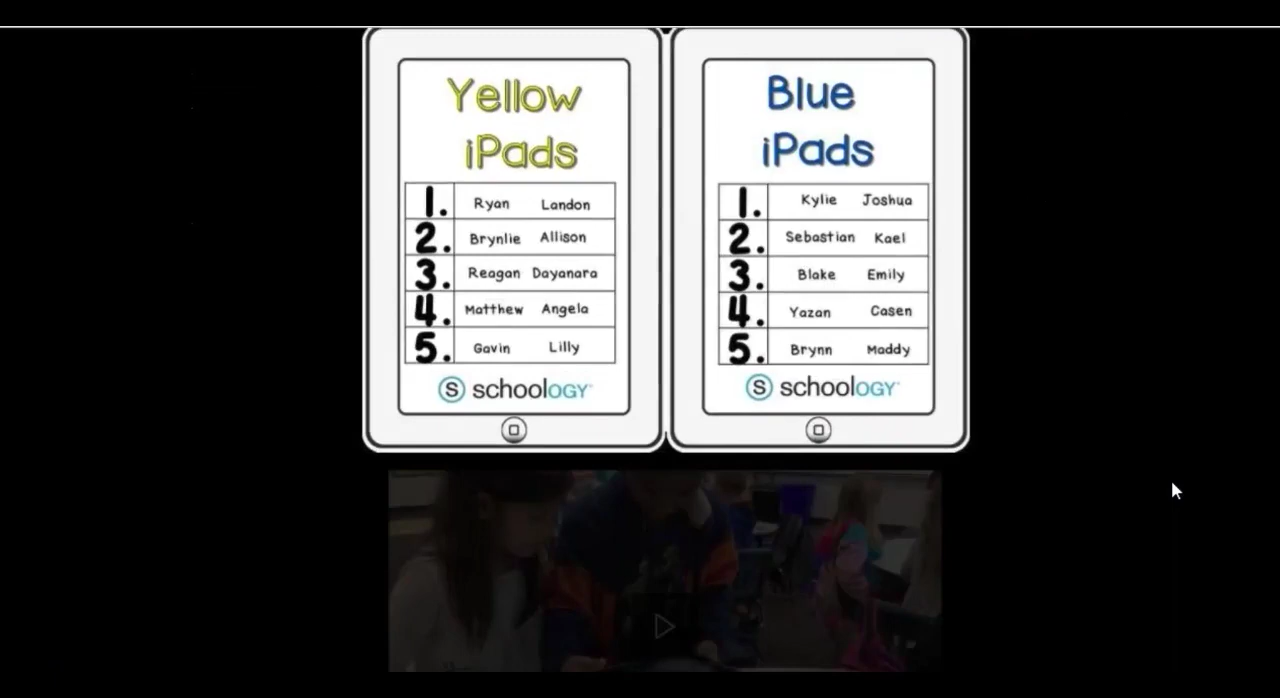 Yellow
iPads
1. Ryan Landon
2. Brynlie Allison
3. Reagan Dayanara
4. Matthew Angela
5. Gavin Lilly
S schoology
Blue
iPads
1. Kylie Joshua
2. Sebastian Kael
3. Blake Emily
4. Yazan Casen
5. Brynn Maddy
S schoology